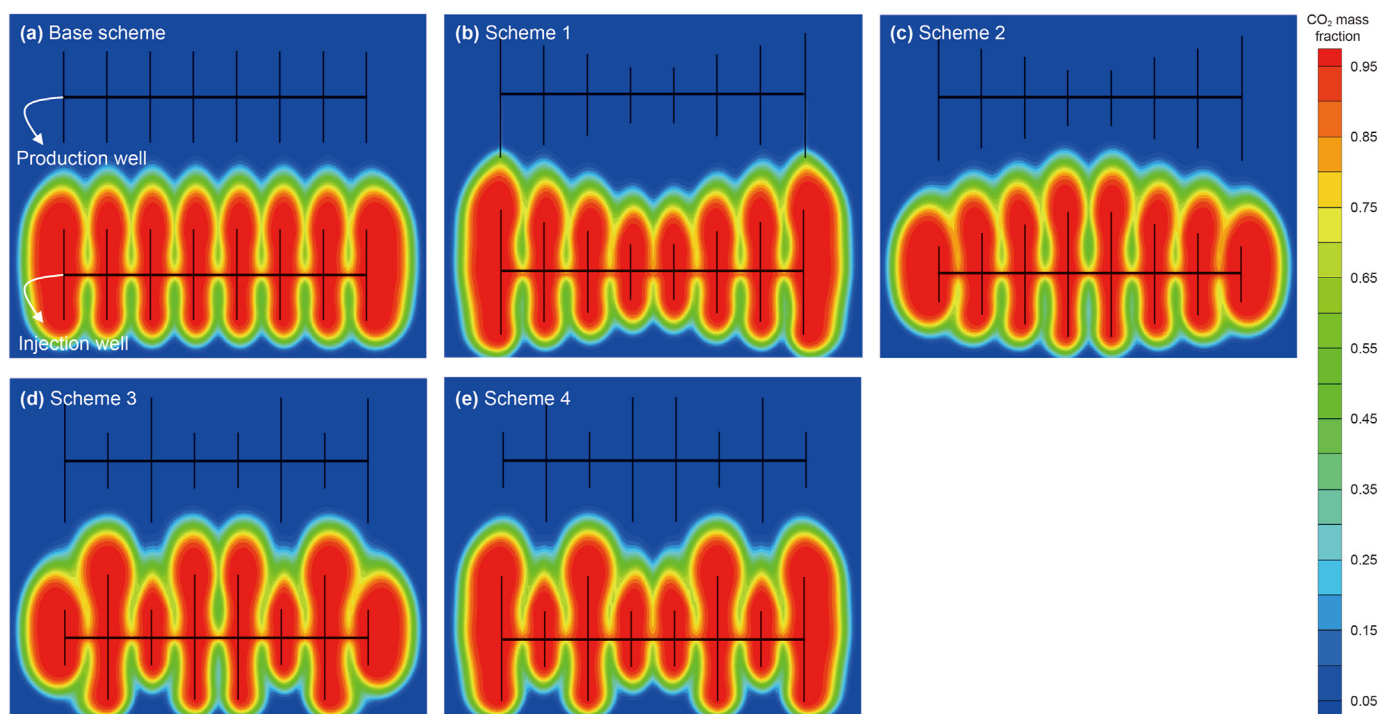 (a) Base scheme
Production well
Injection well
(b) Scheme 1
(c) Scheme 2
CO₂ mass
fraction
0.95
0.85
0.75
0.65
0.55
0.45
0.35
0.25
0.15
0.05
(d) Scheme 3
(e) Scheme 4